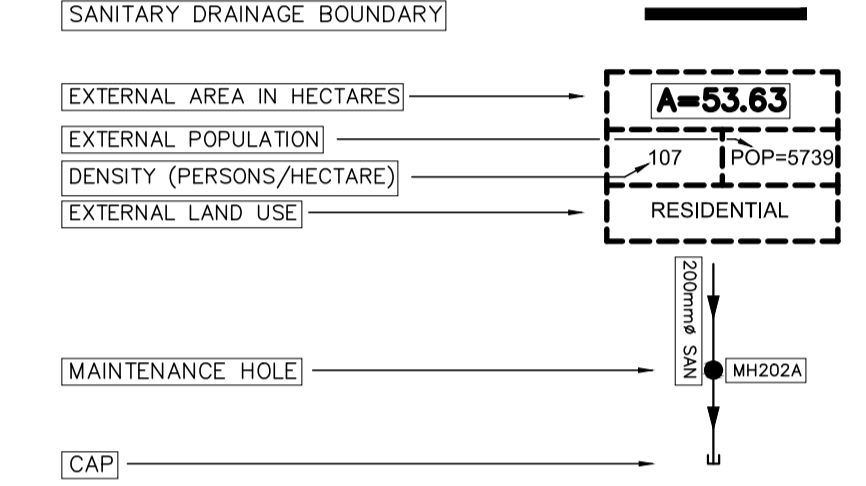 SANITARY DRAINAGE BOUNDARY
EXTERNAL AREA IN HECTARES
A=53.63
EXTERNAL POPULATION
107
POP=5739
DENSITY (PERSONS/HECTARE)
EXTERNAL LAND USE
RESIDENTIAL
200mmø SAN
MAINTENANCE HOLE
MH202A
CAP